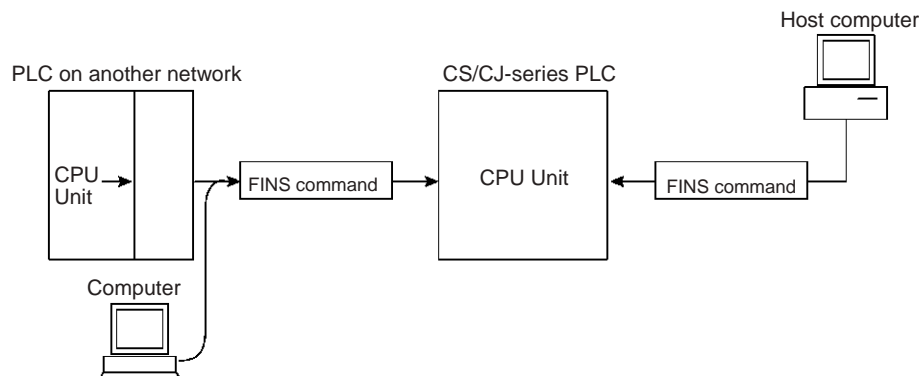 Host computer
PLC on another network
CS/CJ-series PLC
CPU
Unit
FINS command
CPU Unit
FINS command
Computer